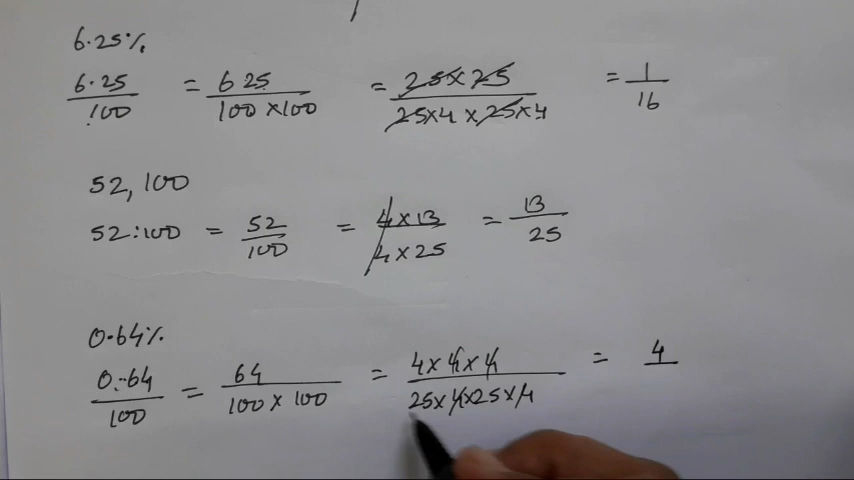 6.25%
6.25/100 = 625/100×100 = 25×25/25×4×25×4 = 1/16
52, 100
52:100 = 52/100 = 4×13/4×25 = 13/25
0.64%
0.64/100 = 64/100×100 = 4×4×4/25×4×25×4 = 4/